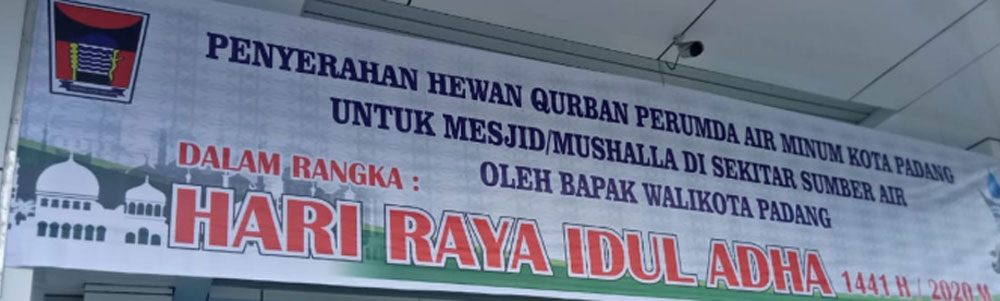 PENYERAHAN HEWAN QURBAN PERUMDA AIR MINUM KOTA PADANG
UNTUK MESJID/MUSHALLA DI SEKITAR SUMBER AIR
OLEH BAPAK WALIKOTA PADANG
DALAM RANGKA :
HARI RAYA IDUL ADHA 1441 H / 2020 M